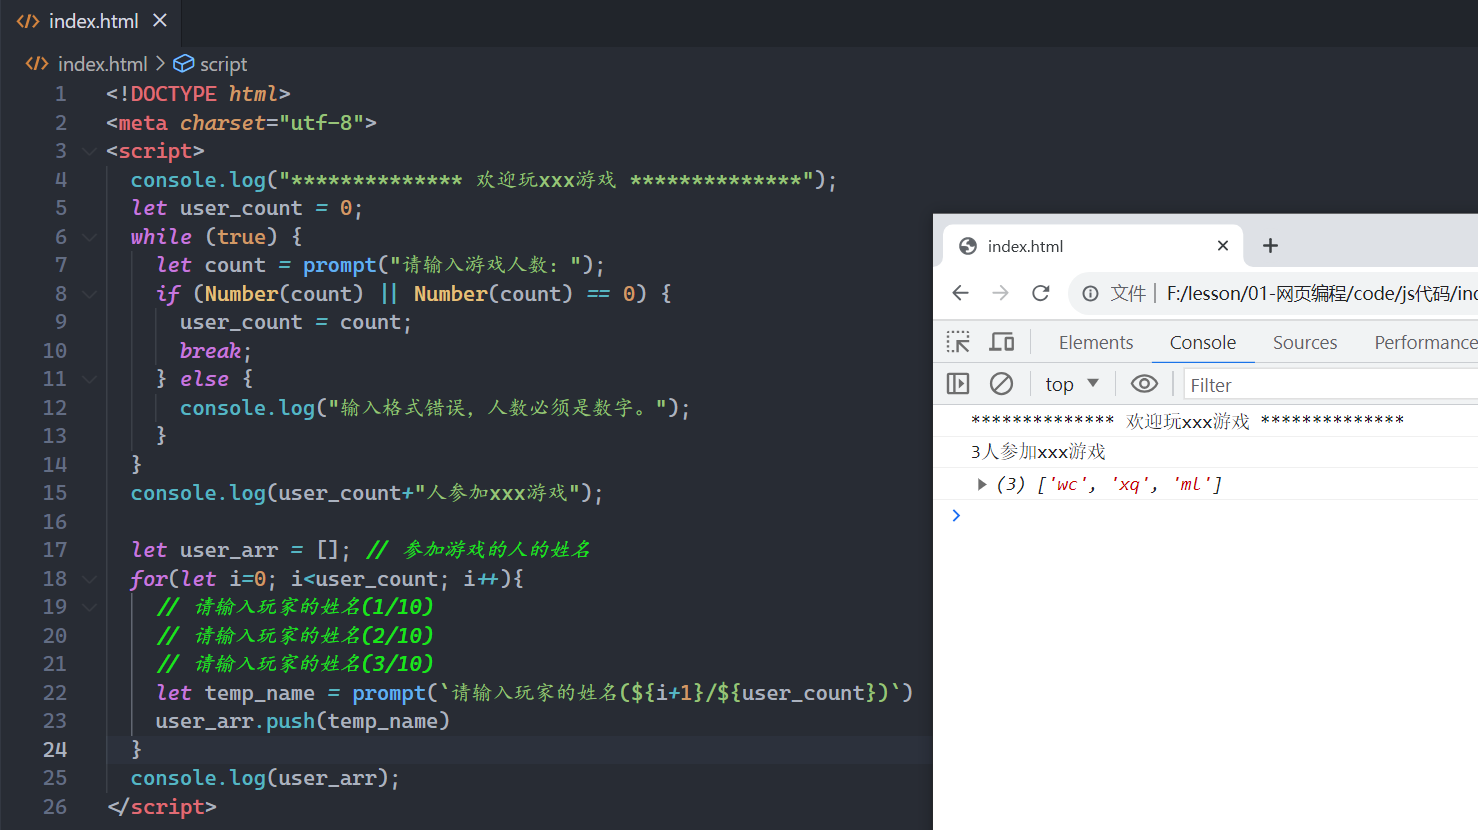 index.html
index.html > script
1 <!DOCTYPE html>
2 <meta charset="utf-8">
3 <script>
4 console.log("************** 欢迎玩xxx游戏 **************");
5 let user_count = 0;
6 while (true) {
7 let count = prompt("请输入游戏人数：");
8 if (Number(count) || Number(count) == 0) {
9 user_count = count;
10 break;
11 } else {
12 console.log("输入格式错误，人数必须是数字。");
13 }
14 }
15 console.log(user_count+"人参加xxx游戏");
16
17 let user_arr = []; // 参加游戏的人的姓名
18 for(let i=0; i<user_count; i++){
19 // 请输入玩家的姓名(1/10)
20 // 请输入玩家的姓名(2/10)
21 // 请输入玩家的姓名(3/10)
22 let temp_name = prompt(`请输入玩家的姓名(${i+1}/${user_count})`)
23 user_arr.push(temp_name)
24 }
25 console.log(user_arr);
26 </script>
index.html
文件 | F:/lesson/01-网页编程/code/js代码/ind
Elements Console Sources Performance
top Filter
************** 欢迎玩xxx游戏 **************
3人参加xxx游戏
(3) ['wc', 'xq', 'ml']